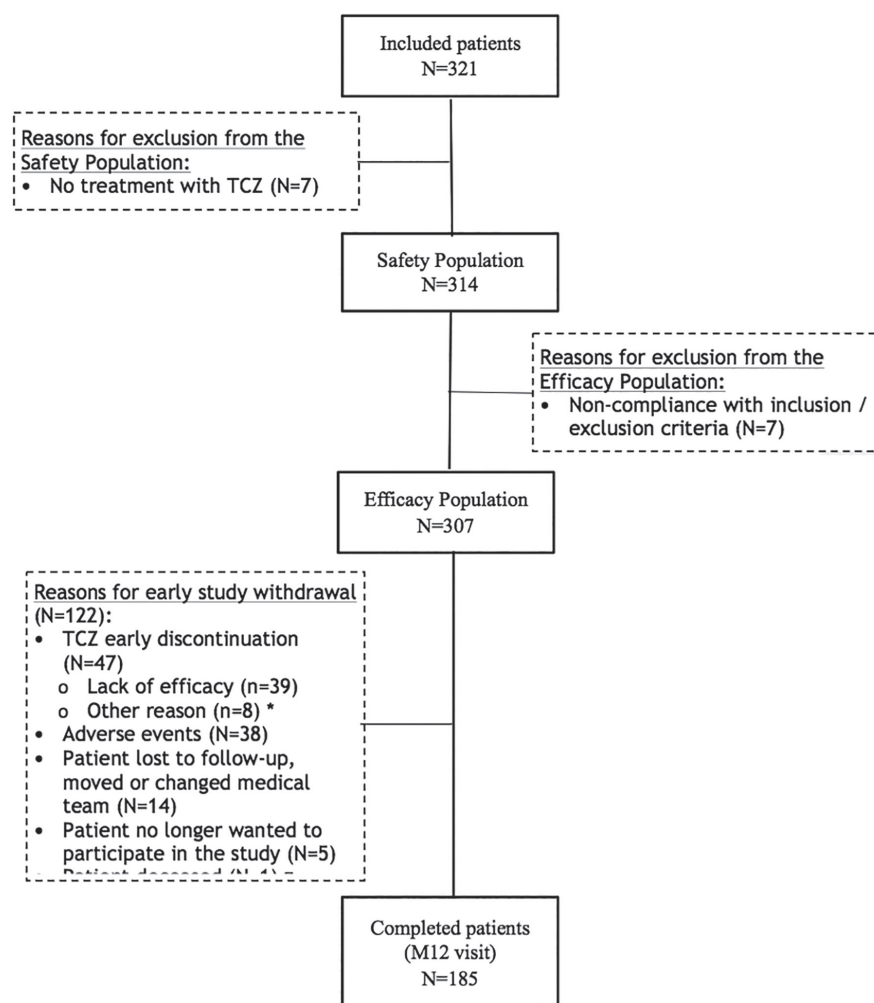 Included patients
N=321
Reasons for exclusion from the
Safety Population:
• No treatment with TCZ (N=7)
Safety Population
N=314
Reasons for exclusion from the
Efficacy Population:
• Non-compliance with inclusion /
exclusion criteria (N=7)
Efficacy Population
N=307
Reasons for early study withdrawal
(N=122):
• TCZ early discontinuation
(N=47)
o Lack of efficacy (n=39)
o Other reason (n=8) *
• Adverse events (N=38)
• Patient lost to follow-up,
moved or changed medical
team (N=14)
• Patient no longer wanted to
participate in the study (N=5)
Completed patients
(M12 visit)
N=185